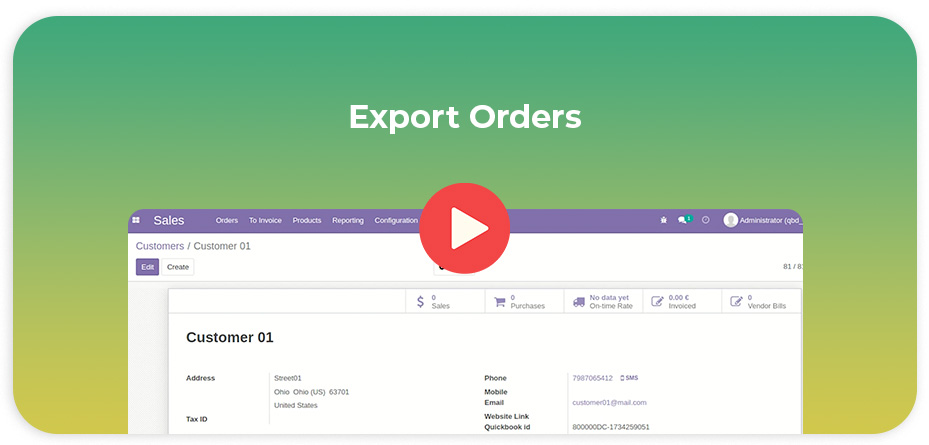 Export Orders
Sales Orders To Invoice Products Reporting Configuration 1 Administrator (qbd_
Customers / Customer 01
Edit Create 81 / 8
0 Sales
0 Purchases
No data yet On-time Rate
0.00 € Invoiced
0 Vendor Bills
Customer 01
Address Street01
Ohio Ohio (US) 63701
United States
Tax ID
Phone 7987065412 SMS
Mobile
Email customer01@mail.com
Website Link
Quickbook id 800000DC-1734259051